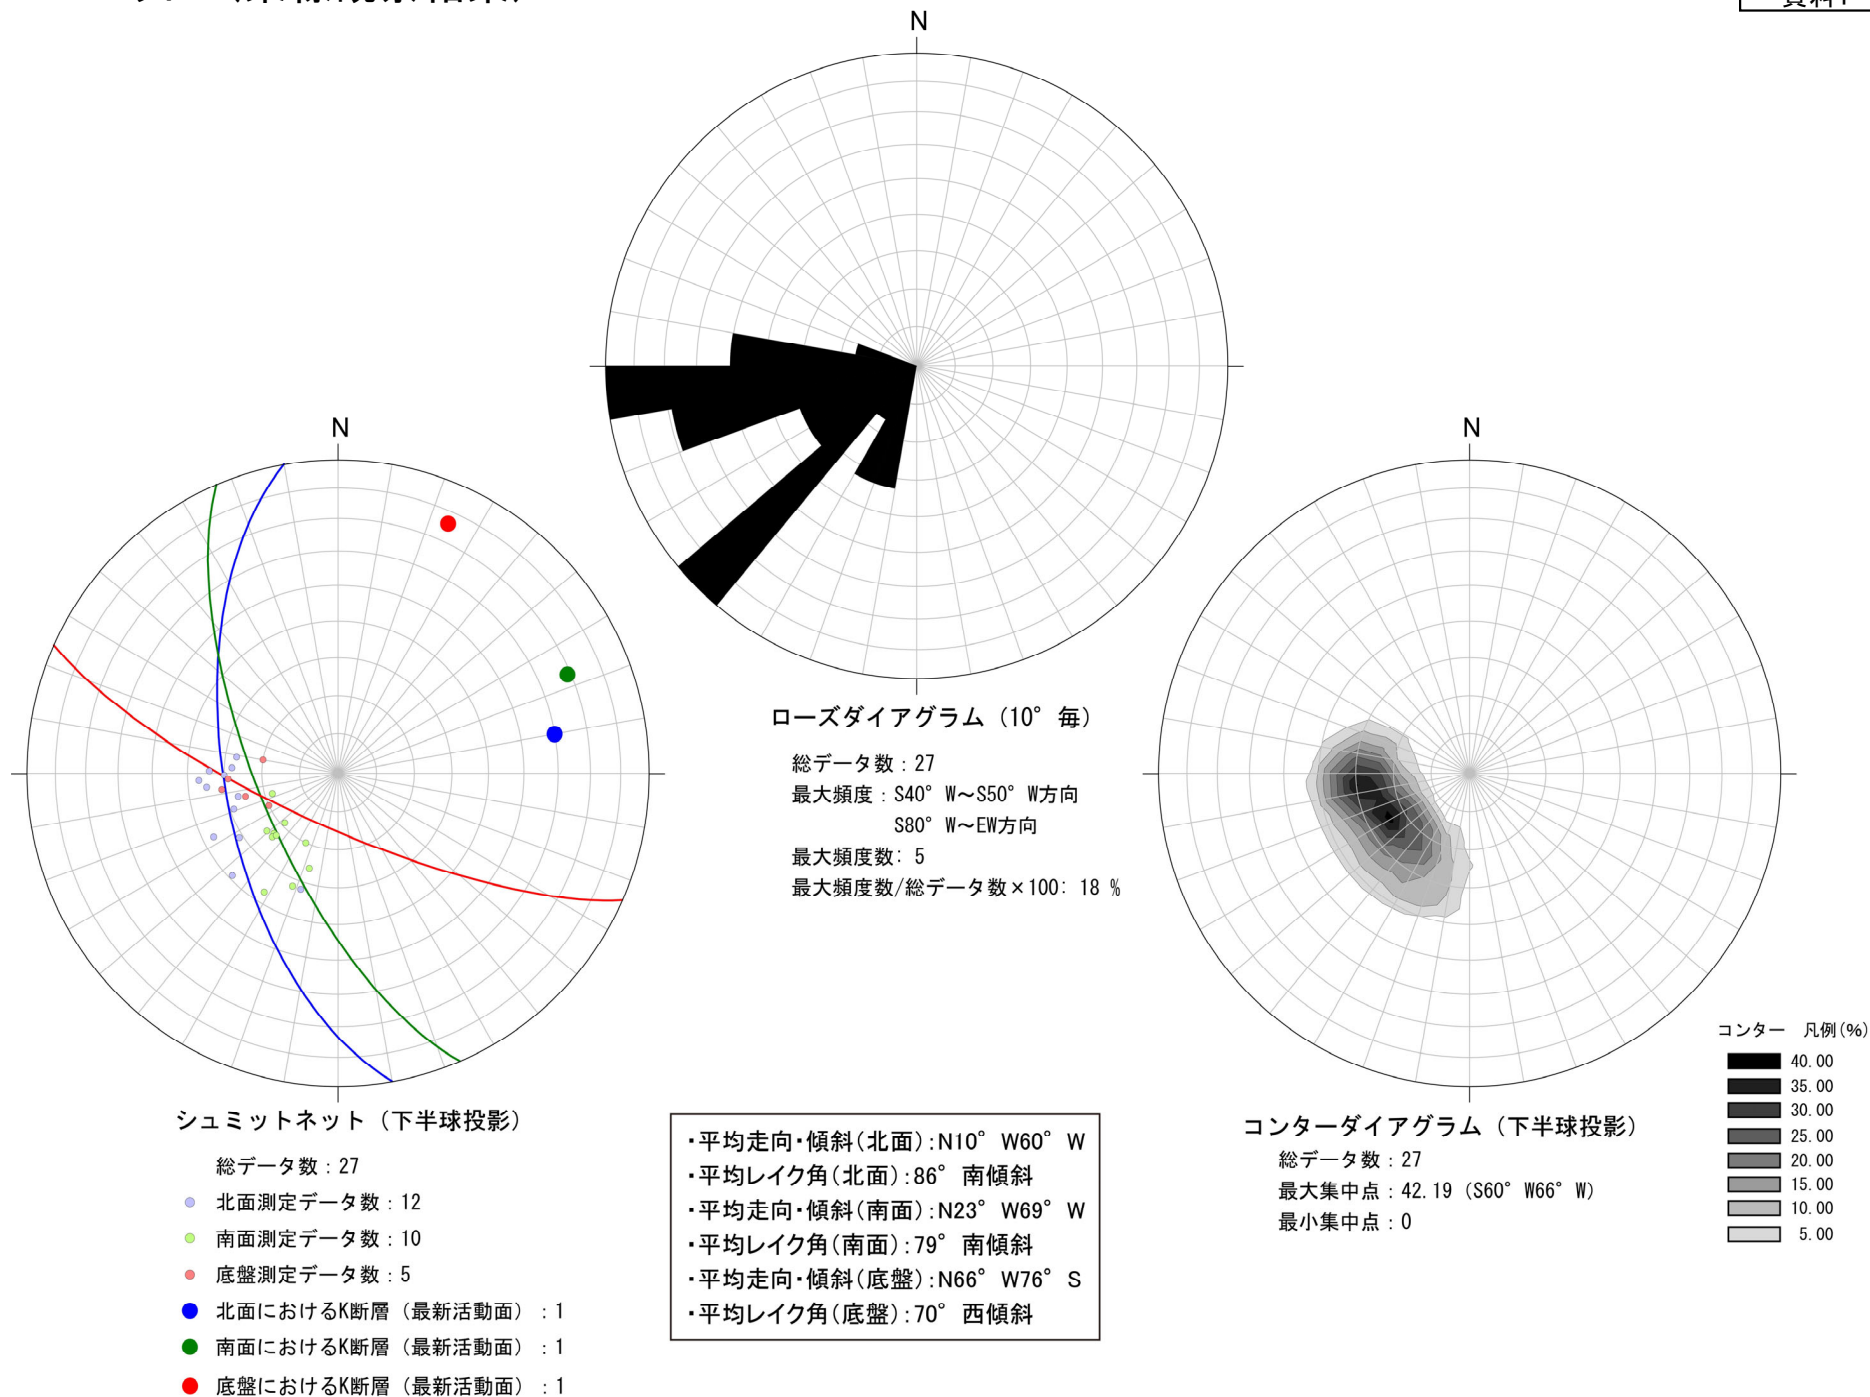 N
ローズダイアグラム（10°毎）
総データ数：27
最大頻度：S40°W～S50°W方向
S80°W～EW方向
最大頻度数：5
最大頻度数/総データ数×100：18 %
N
シュミットネット（下半球投影）
総データ数：27
北面測定データ数：12
南面測定データ数：10
底盤測定データ数：5
北面におけるK断層（最新活動面）：1
南面におけるK断層（最新活動面）：1
底盤におけるK断層（最新活動面）：1
・平均走向・傾斜(北面)：N10°W60°W
・平均レイク角(北面)：86°南傾斜
・平均走向・傾斜(南面)：N23°W69°W
・平均レイク角(南面)：79°南傾斜
・平均走向・傾斜(底盤)：N66°W76°S
・平均レイク角(底盤)：70°西傾斜
N
コンターダイアグラム（下半球投影）
総データ数：27
最大集中点：42.19（S60°W66°W）
最小集中点：0
コンター　凡例(%)
40.00
35.00
30.00
25.00
20.00
15.00
10.00
5.00